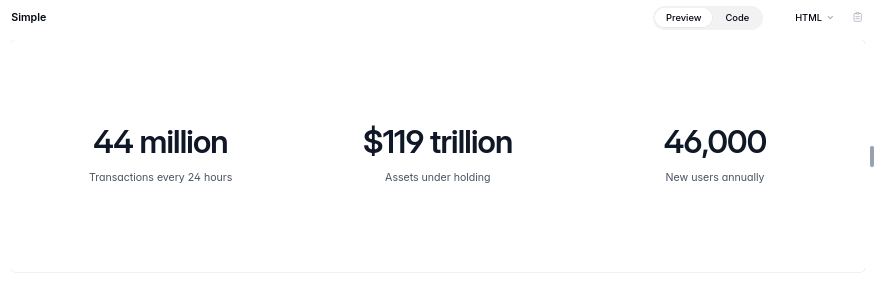 Simple
Preview Code HTML
44 million $119 trillion 46,000
Transactions every 24 hours Assets under holding New users annually